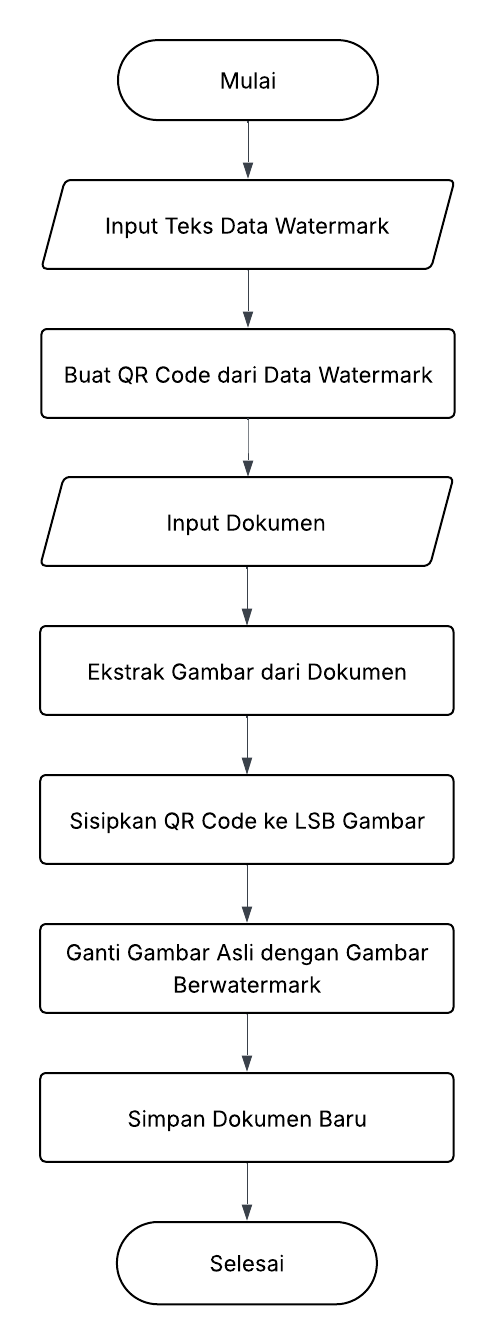 Mulai
Input Teks Data Watermark
Buat QR Code dari Data Watermark
Input Dokumen
Ekstrak Gambar dari Dokumen
Sisipkan QR Code ke LSB Gambar
Ganti Gambar Asli dengan Gambar
Berwatermark
Simpan Dokumen Baru
Selesai